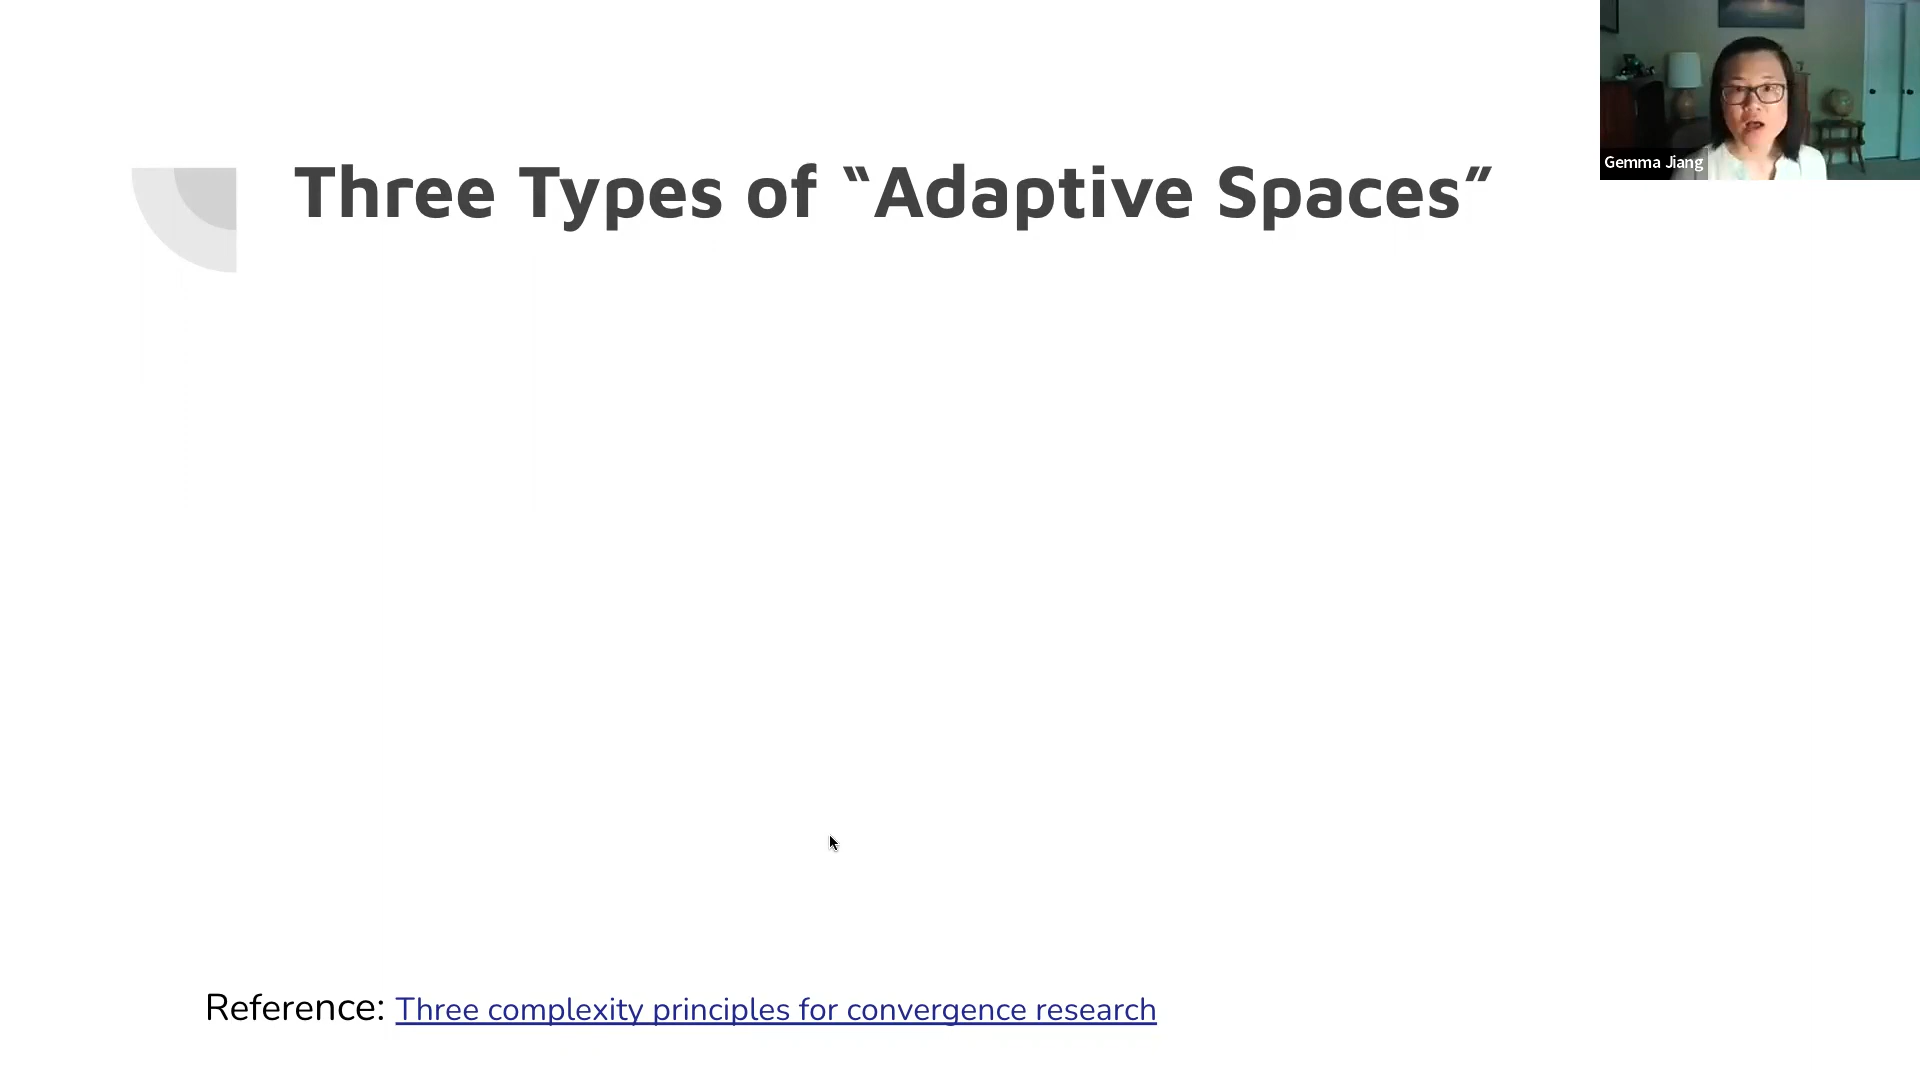 Gemma Jiang
Three Types of “Adaptive Spaces”
Reference: Three complexity principles for convergence research